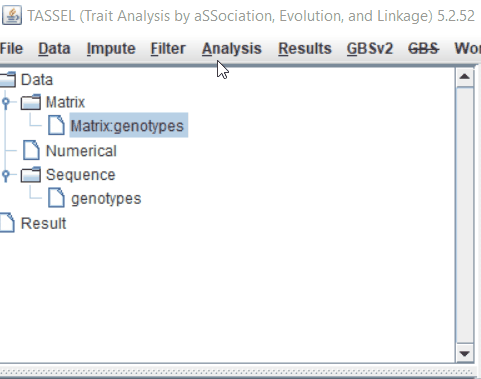 TASSEL (Trait Analysis by aSSociation, Evolution, and Linkage) 5.2.52
File Data Impute Filter Analysis Results GBSv2 GBS Wor
Data
Matrix
Matrix:genotypes
Numerical
Sequence
genotypes
Result